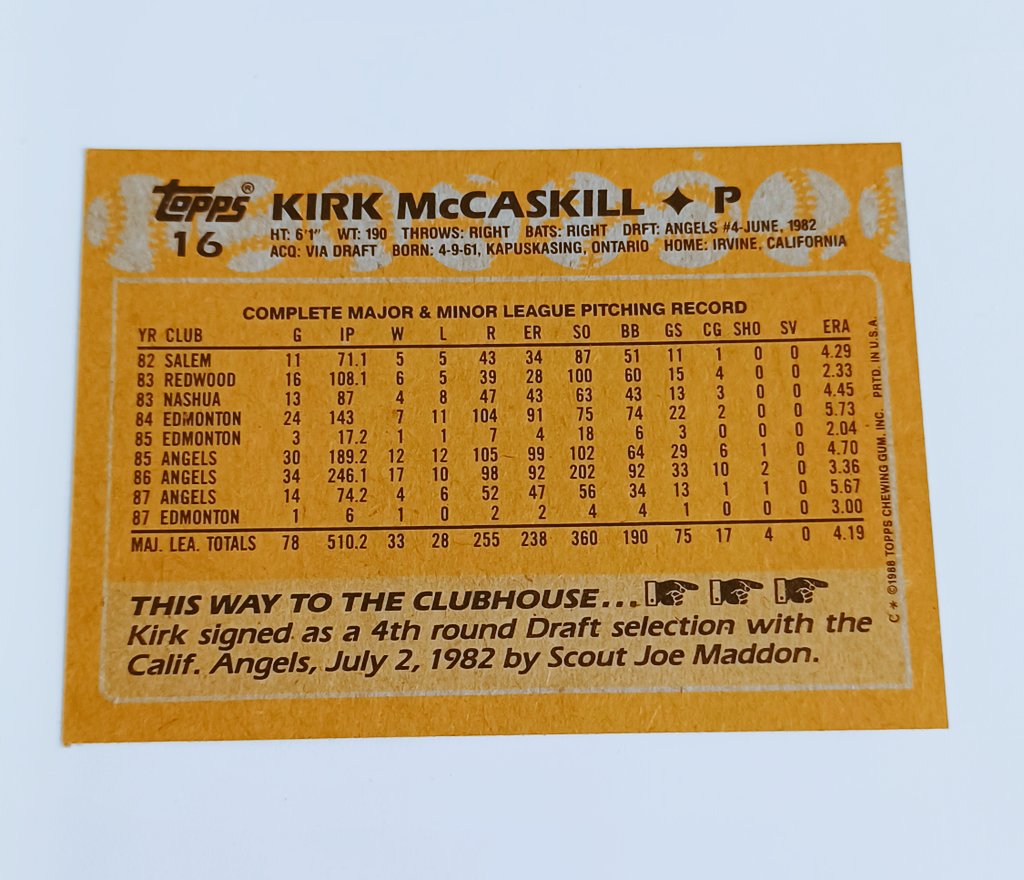 topps® KIRK McCASKILL ✦ P
16
HT: 6'1" WT: 190 THROWS: RIGHT BATS: RIGHT DRFT: ANGELS #4-JUNE, 1982
ACQ: VIA DRAFT BORN: 4-9-61, KAPUSKASING, ONTARIO HOME: IRVINE, CALIFORNIA
COMPLETE MAJOR & MINOR LEAGUE PITCHING RECORD
YR CLUB G IP W L R ER SO BB GS CG SHO SV ERA
82 SALEM 11 71.1 5 5 43 34 87 51 11 1 0 0 4.29
83 REDWOOD 16 108.1 6 5 39 28 100 60 15 4 0 0 2.33
83 NASHUA 13 87 4 8 47 43 63 43 13 3 0 0 4.45
84 EDMONTON 24 143 7 11 104 91 75 74 22 2 0 0 5.73
85 EDMONTON 3 17.2 1 1 7 4 18 6 3 0 0 0 2.04
85 ANGELS 30 189.2 12 12 105 99 102 64 29 6 1 0 4.70
86 ANGELS 34 246.1 17 10 98 92 202 92 33 10 2 0 3.36
87 ANGELS 14 74.2 4 6 52 47 56 34 13 1 1 0 5.67
87 EDMONTON 1 6 1 0 2 2 4 4 1 0 0 0 3.00
MAJ. LEA. TOTALS 78 510.2 33 28 255 238 360 190 75 17 4 0 4.19
THIS WAY TO THE CLUBHOUSE...
Kirk signed as a 4th round Draft selection with the
Calif. Angels, July 2, 1982 by Scout Joe Maddon.
C* ©1988 TOPPS CHEWING GUM, INC. PRTD. IN U.S.A.